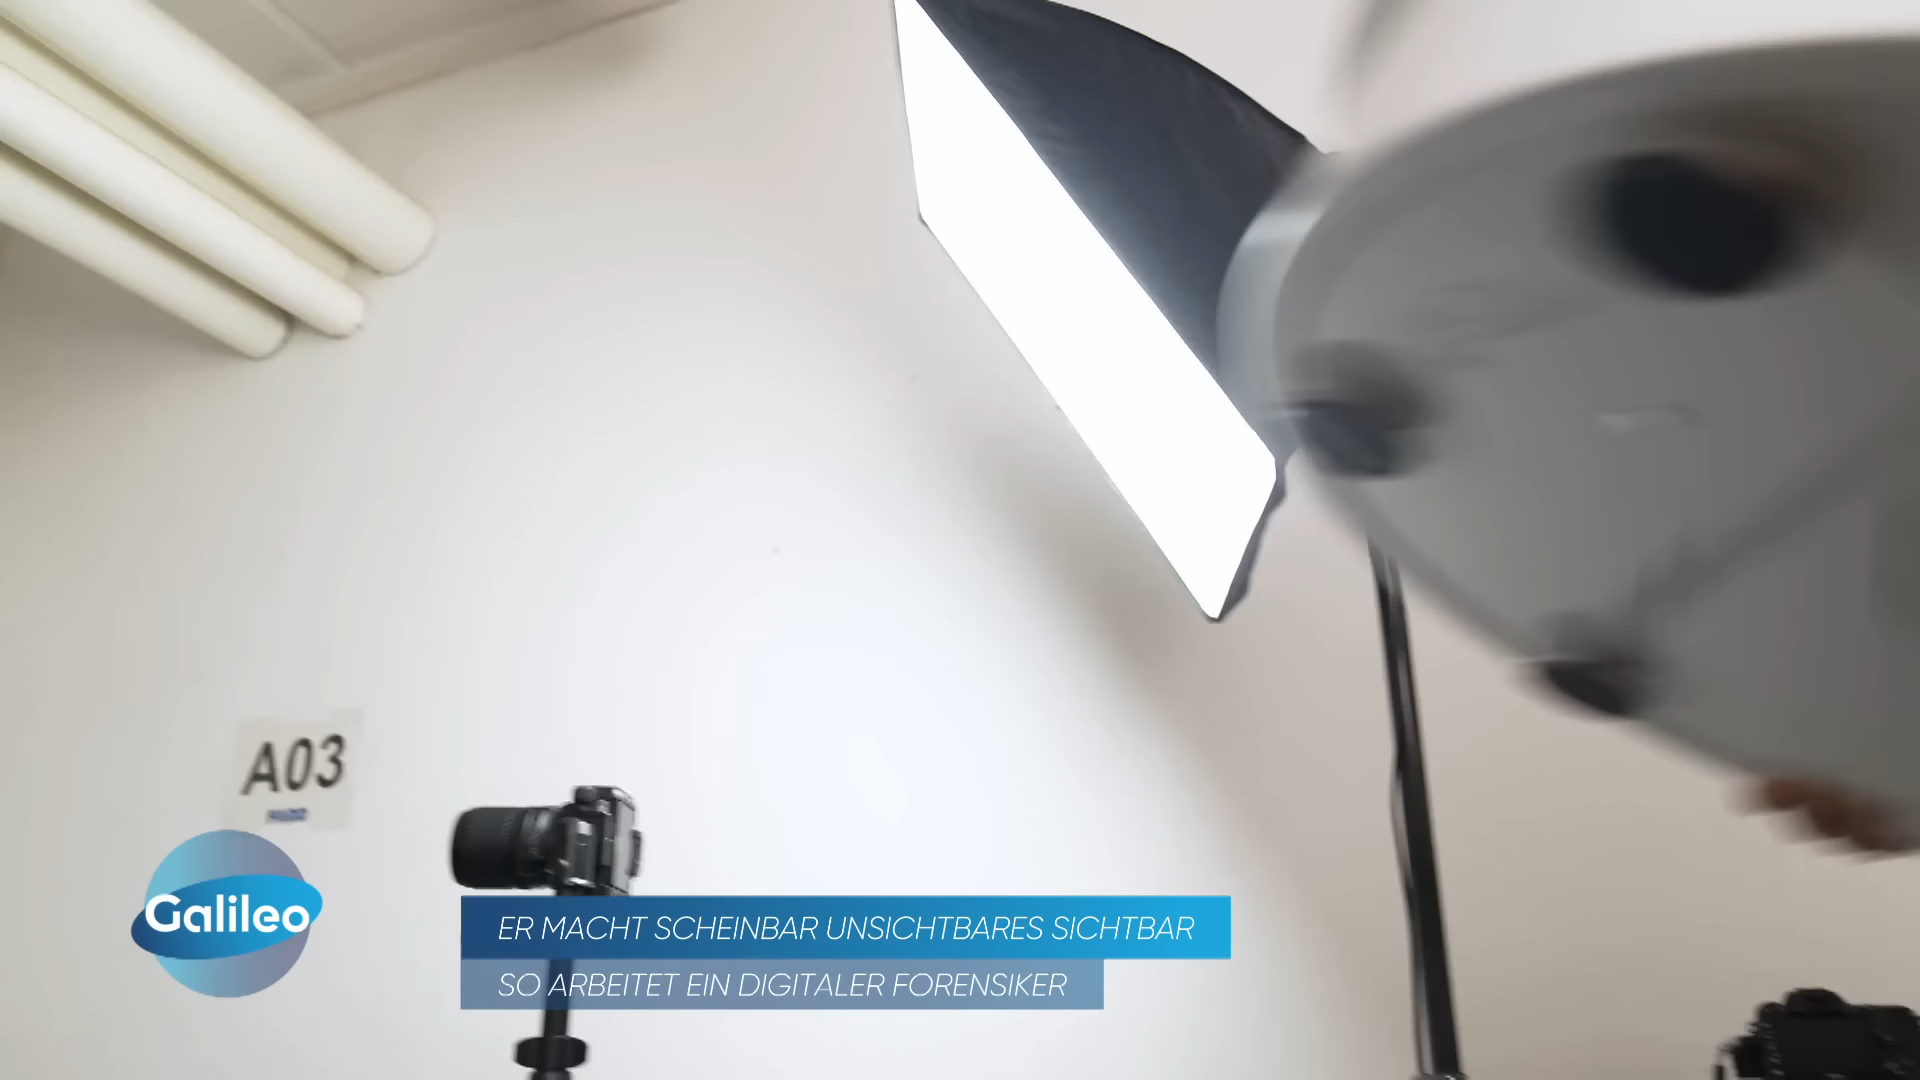 A03
Galileo
ER MACHT SCHEINBAR UNSICHTBARES SICHTBAR
SO ARBEITET EIN DIGITALER FORENSIKER